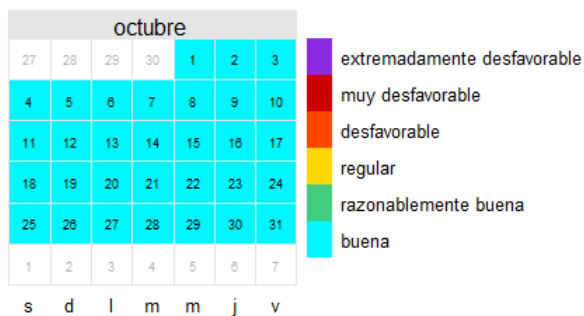 octubre
27 28 29 30 1 2 3
4 5 6 7 8 9 10
11 12 13 14 15 16 17
18 19 20 21 22 23 24
25 26 27 28 29 30 31
1 2 3 4 5 6 7
s d l m m j v
extremadamente desfavorable
muy desfavorable
desfavorable
regular
razonablemente buena
buena